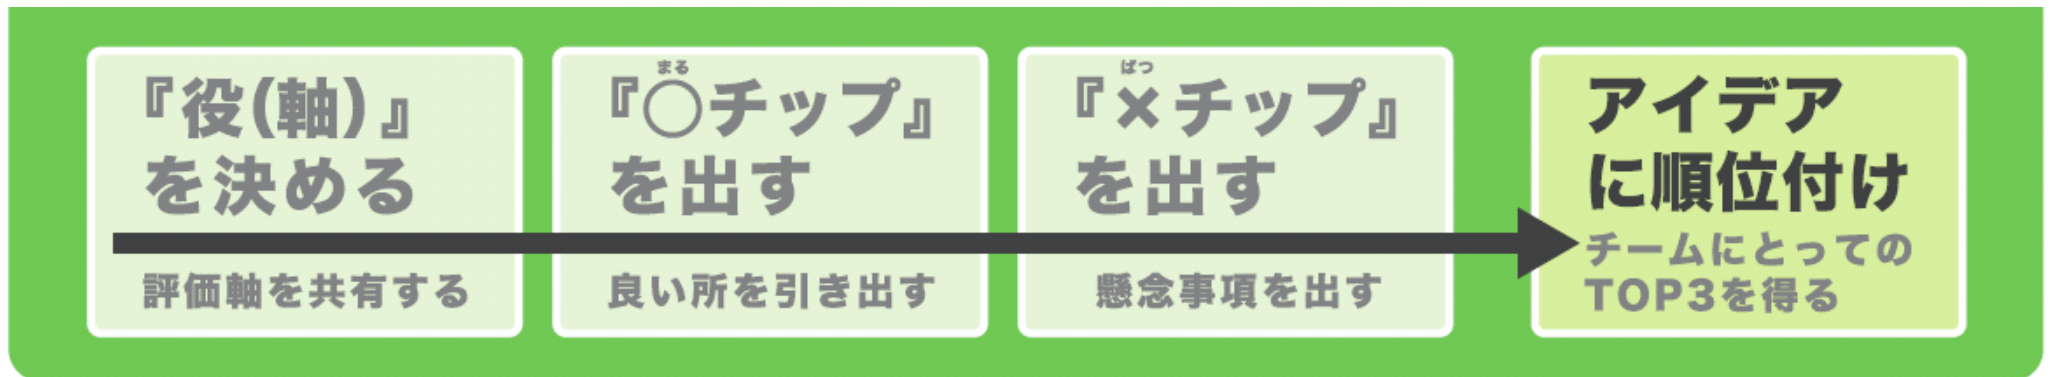 『役(軸)』
を決める
評価軸を共有する
まる
『○チップ』
を出す
良い所を引き出す
ばつ
『×チップ』
を出す
懸念事項を出す
アイデア
に順位付け
チームにとっての
TOP3を得る